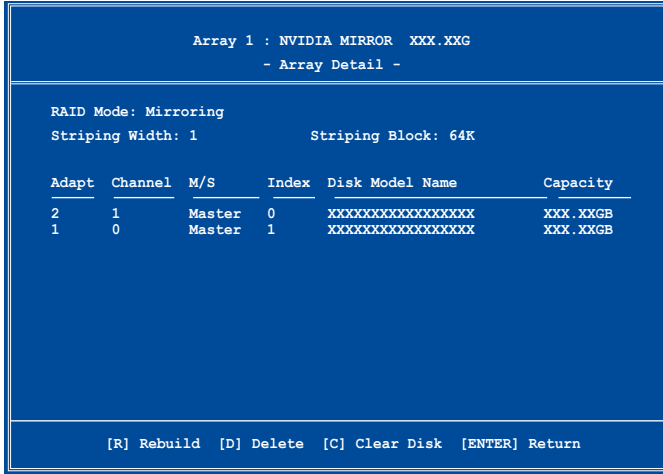 Array 1 : NVIDIA MIRROR XXX.XXG
- Array Detail -
RAID Mode: Mirroring
Striping Width: 1 Striping Block: 64K
Adapt Channel M/S Index Disk Model Name Capacity
2 1 Master 0 XXXXXXXXXXXXXXXXX XXX.XXGB
1 0 Master 1 XXXXXXXXXXXXXXXXX XXX.XXGB
[R] Rebuild [D] Delete [C] Clear Disk [ENTER] Return